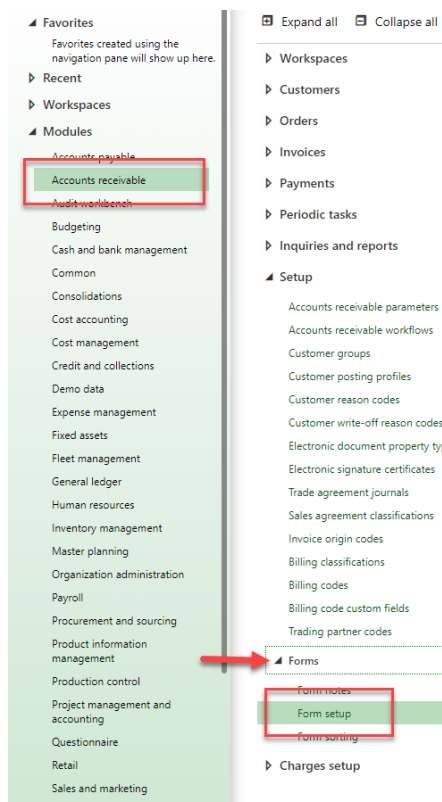 Favorites
Favorites created using the
navigation pane will show up here.
Recent
Workspaces
Modules
Accounts payable
Accounts receivable
Audit workbench
Budgeting
Cash and bank management
Common
Consolidations
Cost accounting
Cost management
Credit and collections
Demo data
Expense management
Fixed assets
Fleet management
General ledger
Human resources
Inventory management
Master planning
Organization administration
Payroll
Procurement and sourcing
Product information
management
Production control
Project management and
accounting
Questionnaire
Retail
Sales and marketing
Expand all Collapse all
Workspaces
Customers
Orders
Invoices
Payments
Periodic tasks
Inquiries and reports
Setup
Accounts receivable parameters
Accounts receivable workflows
Customer groups
Customer posting profiles
Customer reason codes
Customer write-off reason codes
Electronic document property ty
Electronic signature certificates
Trade agreement journals
Sales agreement classifications
Invoice origin codes
Billing classifications
Billing codes
Billing code custom fields
Trading partner codes
Forms
Form notes
Form setup
Form sorting
Charges setup